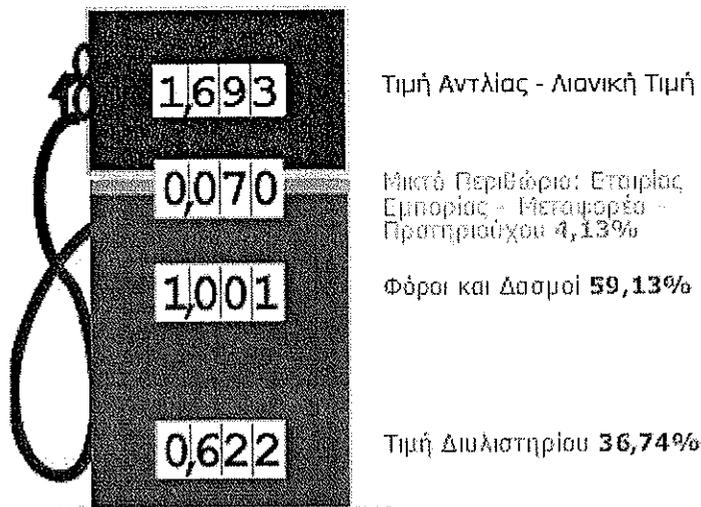 1,693
Τιμή Αντλίας - Λιανική Τιμή
0,070
Μικτό Περιθώριο: Εταιρίας
Εμπορίας - Μεταφορέα -
Πρατηριούχου 4,13%
1,001
Φόροι και Δασμοί 59,13%
0,622
Τιμή Διυλιστηρίου 36,74%